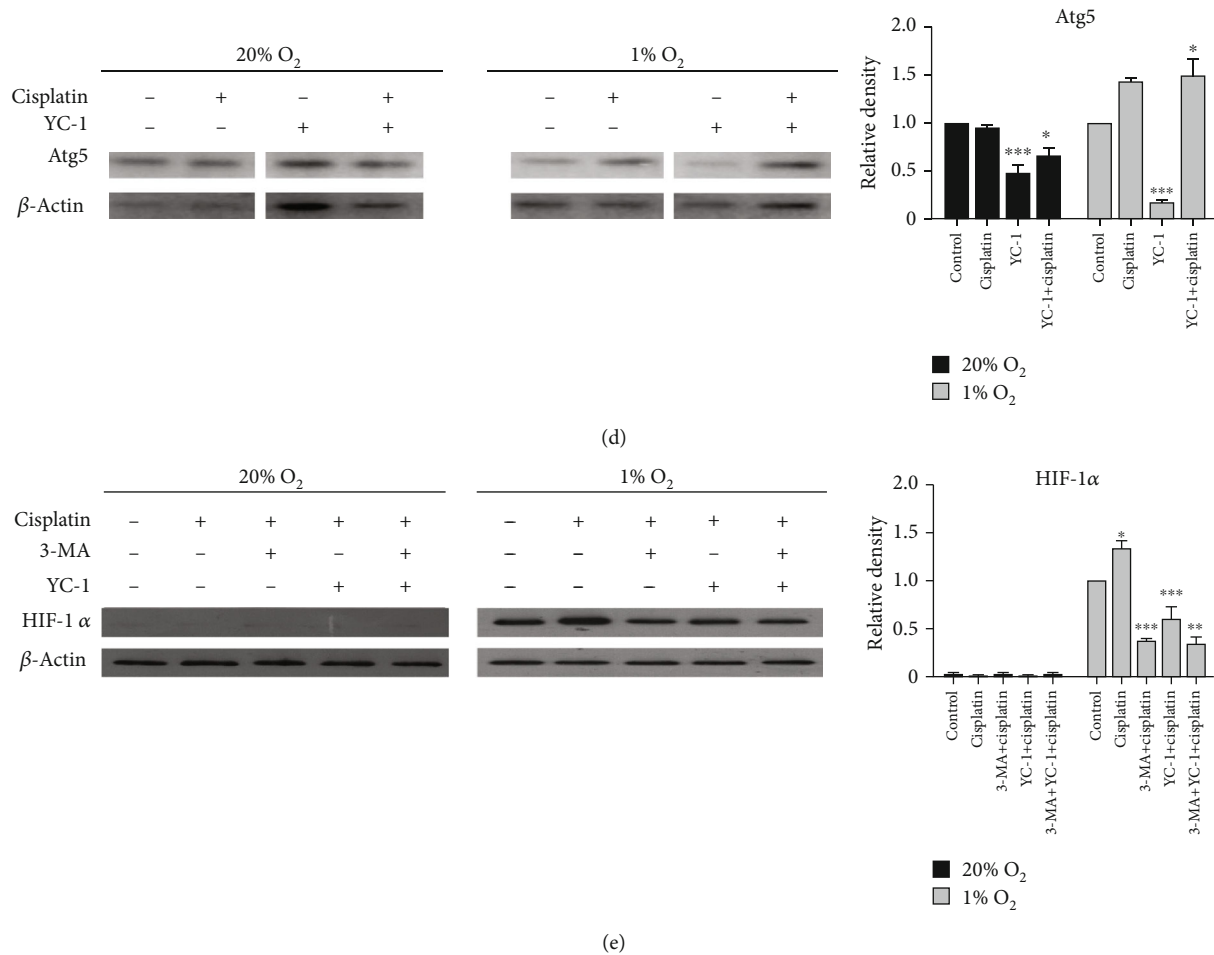 20% O₂
1% O₂
Cisplatin – + – + – + – +
YC-1 – – + + – – + +
Atg5
β-Actin
Atg5
Relative density
2.0
1.5
1.0
0.5
0
*** * *** *
Control
Cisplatin
YC-1
YC-1+cisplatin
Control
Cisplatin
YC-1
YC-1+cisplatin
20% O₂
1% O₂
(d)
20% O₂
1% O₂
Cisplatin – + + + + – + + + +
3-MA – – + – + – – + – +
YC-1 – – – + + – – – + +
HIF-1 α
β-Actin
HIF-1α
Relative density
2.0
1.5
1.0
0.5
0
* *** *** **
Control
Cisplatin
3-MA+cisplatin
YC-1+cisplatin
3-MA+YC-1+cisplatin
Control
Cisplatin
3-MA+cisplatin
YC-1+cisplatin
3-MA+YC-1+cisplatin
20% O₂
1% O₂
(e)